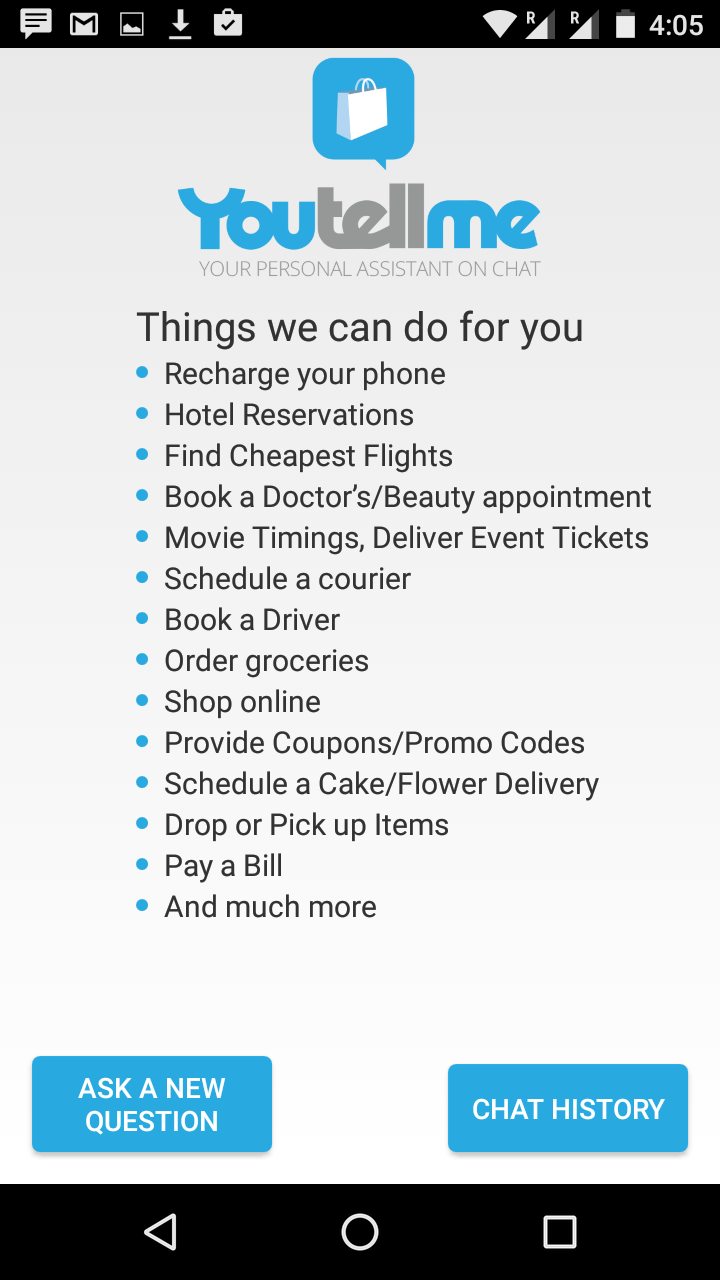 R R 4:05
Youtellme
YOUR PERSONAL ASSISTANT ON CHAT
Things we can do for you
• Recharge your phone
• Hotel Reservations
• Find Cheapest Flights
• Book a Doctor’s/Beauty appointment
• Movie Timings, Deliver Event Tickets
• Schedule a courier
• Book a Driver
• Order groceries
• Shop online
• Provide Coupons/Promo Codes
• Schedule a Cake/Flower Delivery
• Drop or Pick up Items
• Pay a Bill
• And much more
ASK A NEW
QUESTION
CHAT HISTORY